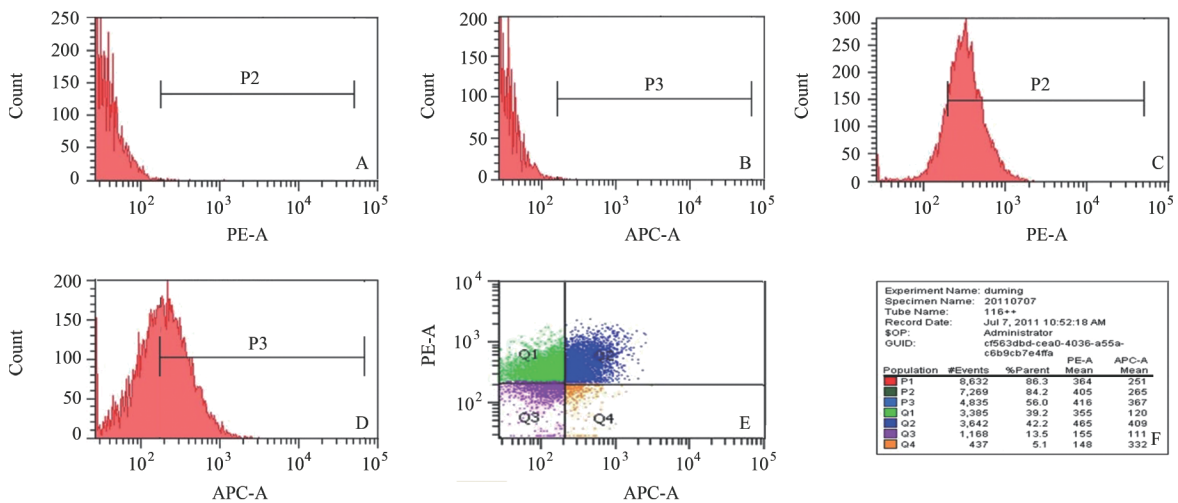 250
200
150
100
50
0
Count
P2
A
10^2 10^3 10^4 10^5
PE-A
200
150
100
50
0
Count
P3
B
10^2 10^3 10^4 10^5
APC-A
300
250
200
150
100
50
0
Count
P2
C
10^2 10^3 10^4 10^5
PE-A
200
150
100
50
0
Count
P3
D
10^2 10^3 10^4 10^5
APC-A
10^4
10^3
10^2
PE-A
Q1 Q2
Q3 Q4
E
10^2 10^3 10^4 10^5
APC-A
Experiment Name: duming
Specimen Name: 20110707
Tube Name: 116++
Record Date: Jul 7, 2011 10:52:18 AM
$OP: Administrator
GUID: cf563dbd-cea0-4036-a55a-
c6b9cb7e4ffa
PE-A APC-A
Population #Events %Parent Mean Mean
P1 8,632 86.3 364 251
P2 7,269 84.2 405 265
P3 4,835 56.0 416 367
Q1 3,385 39.2 355 120
Q2 3,642 42.2 465 409
Q3 1,168 13.5 155 111
Q4 437 5.1 148 332
F